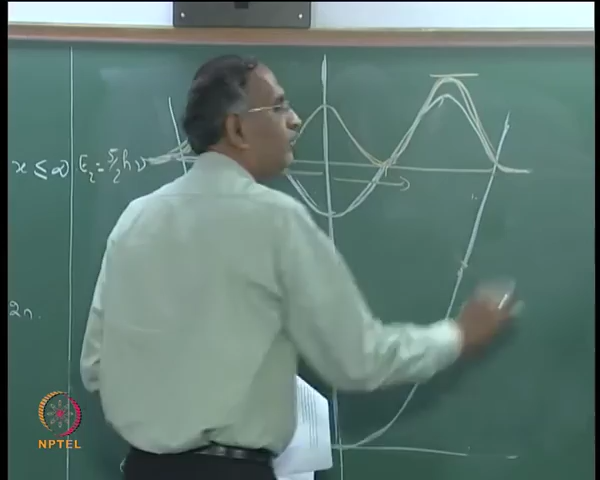 x ≤ ∞ E₂ = 5/2 hν
2n.
NPTEL